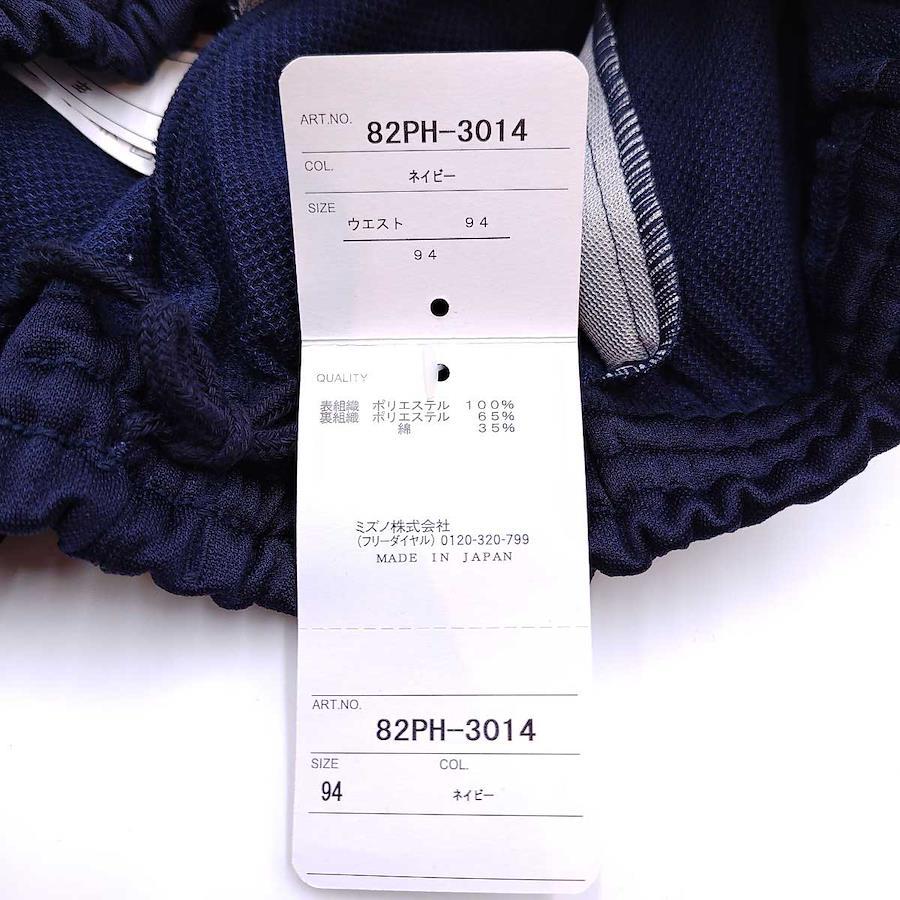 ART.NO. 82PH-3014
COL. ネイビー
SIZE
ウエスト 94
94
QUALITY
表組織 ポリエステル 100%
裏組織 ポリエステル 65%
綿 35%
ミズノ株式会社
(フリーダイヤル) 0120-320-799
MADE IN JAPAN
ART.NO.
82PH-3014
SIZE COL.
94 ネイビー